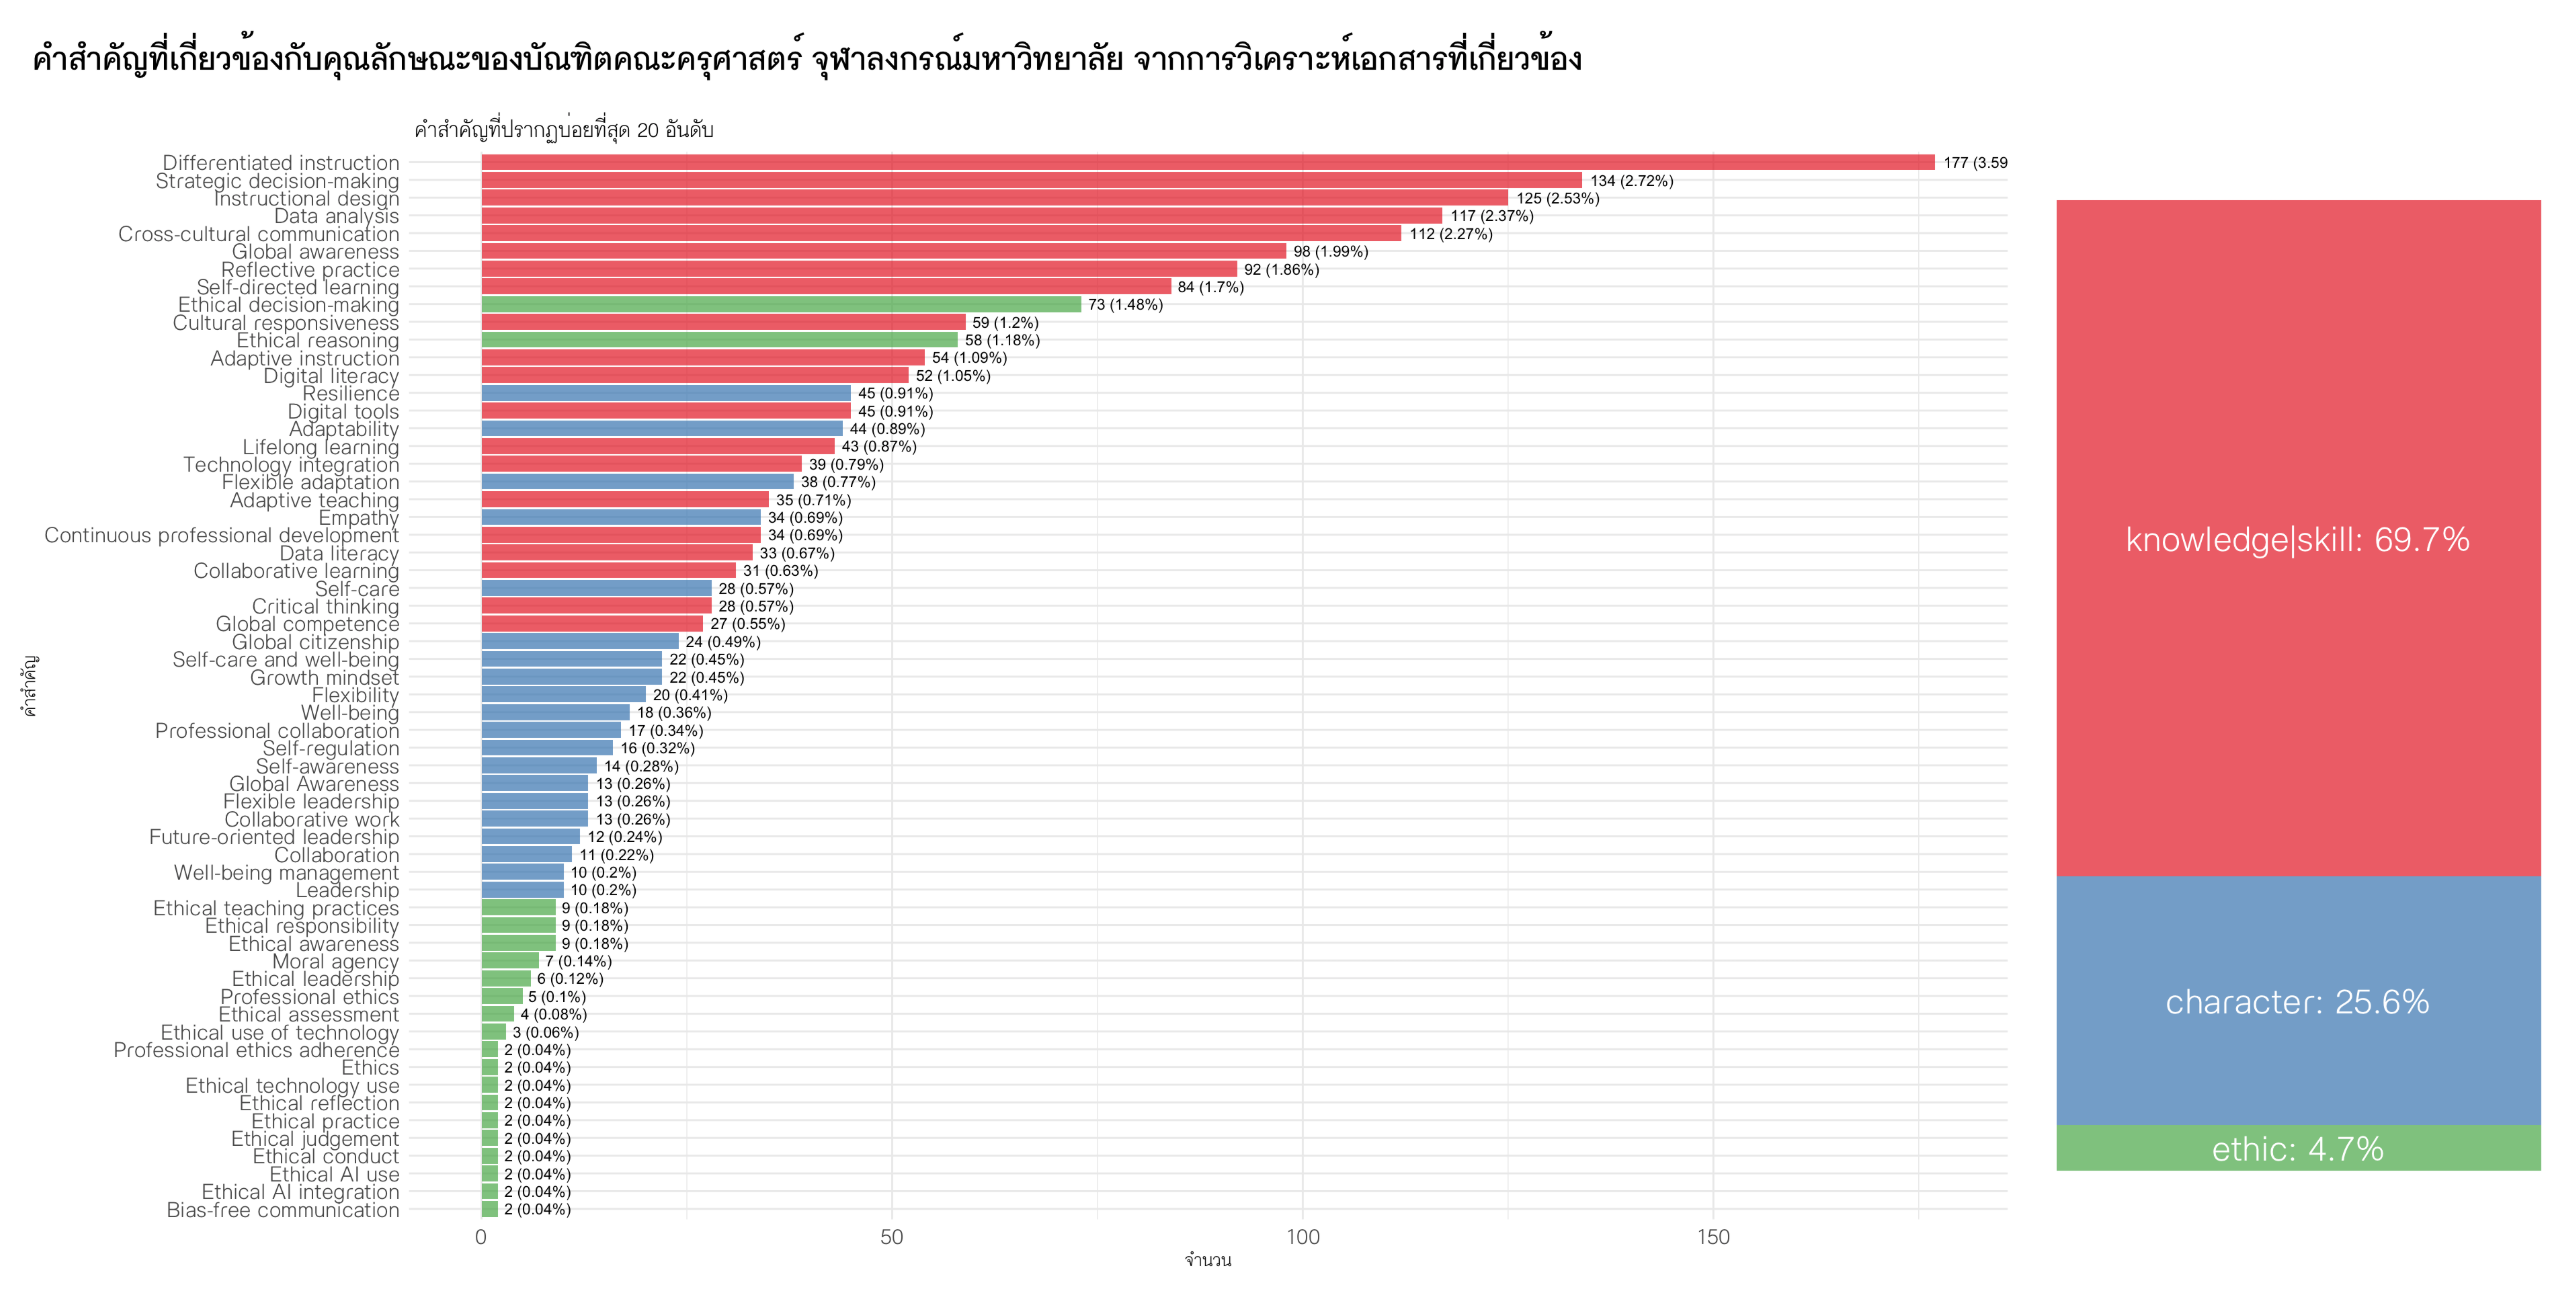 คำสำคัญที่เกี่ยวข้องกับคุณลักษณะของบัณฑิตคณะครุศาสตร์ จุฬาลงกรณ์มหาวิทยาลัย จากการวิเคราะห์เอกสารที่เกี่ยวข้อง
คำสำคัญที่ปรากฏบ่อยที่สุด 20 อันดับ
Differentiated instruction 177 (3.59
Strategic decision-making 134 (2.72%)
Instructional design 125 (2.53%)
Data analysis 117 (2.37%)
Cross-cultural communication 112 (2.27%)
Global awareness 98 (1.99%)
Reflective practice 92 (1.86%)
Self-directed learning 84 (1.7%)
Ethical decision-making 73 (1.48%)
Cultural responsiveness 59 (1.2%)
Ethical reasoning 58 (1.18%)
Adaptive instruction 54 (1.09%)
Digital literacy 52 (1.05%)
Resilience 45 (0.91%)
Digital tools 45 (0.91%)
Adaptability 44 (0.89%)
Lifelong learning 43 (0.87%)
Technology integration 39 (0.79%)
Flexible adaptation 38 (0.77%)
Adaptive teaching 35 (0.71%)
Empathy 34 (0.69%)
Continuous professional development 34 (0.69%)
Data literacy 33 (0.67%)
Collaborative learning 31 (0.63%)
Self-care 28 (0.57%)
Critical thinking 28 (0.57%)
Global competence 27 (0.55%)
Global citizenship 24 (0.49%)
Self-care and well-being 22 (0.45%)
Growth mindset 22 (0.45%)
Flexibility 20 (0.41%)
Well-being 18 (0.36%)
Professional collaboration 17 (0.34%)
Self-regulation 16 (0.32%)
Self-awareness 14 (0.28%)
Global Awareness 13 (0.26%)
Flexible leadership 13 (0.26%)
Collaborative work 13 (0.26%)
Future-oriented leadership 12 (0.24%)
Collaboration 11 (0.22%)
Well-being management 10 (0.2%)
Leadership 10 (0.2%)
Ethical teaching practices 9 (0.18%)
Ethical responsibility 9 (0.18%)
Ethical awareness 9 (0.18%)
Moral agency 7 (0.14%)
Ethical leadership 6 (0.12%)
Professional ethics 5 (0.1%)
Ethical assessment 4 (0.08%)
Ethical use of technology 3 (0.06%)
Professional ethics adherence 2 (0.04%)
Ethics 2 (0.04%)
Ethical technology use 2 (0.04%)
Ethical reflection 2 (0.04%)
Ethical practice 2 (0.04%)
Ethical judgement 2 (0.04%)
Ethical conduct 2 (0.04%)
Ethical AI use 2 (0.04%)
Ethical AI integration 2 (0.04%)
Bias-free communication 2 (0.04%)
0 50 100 150
จำนวน
คำสำคัญ
knowledge|skill: 69.7%
character: 25.6%
ethic: 4.7%